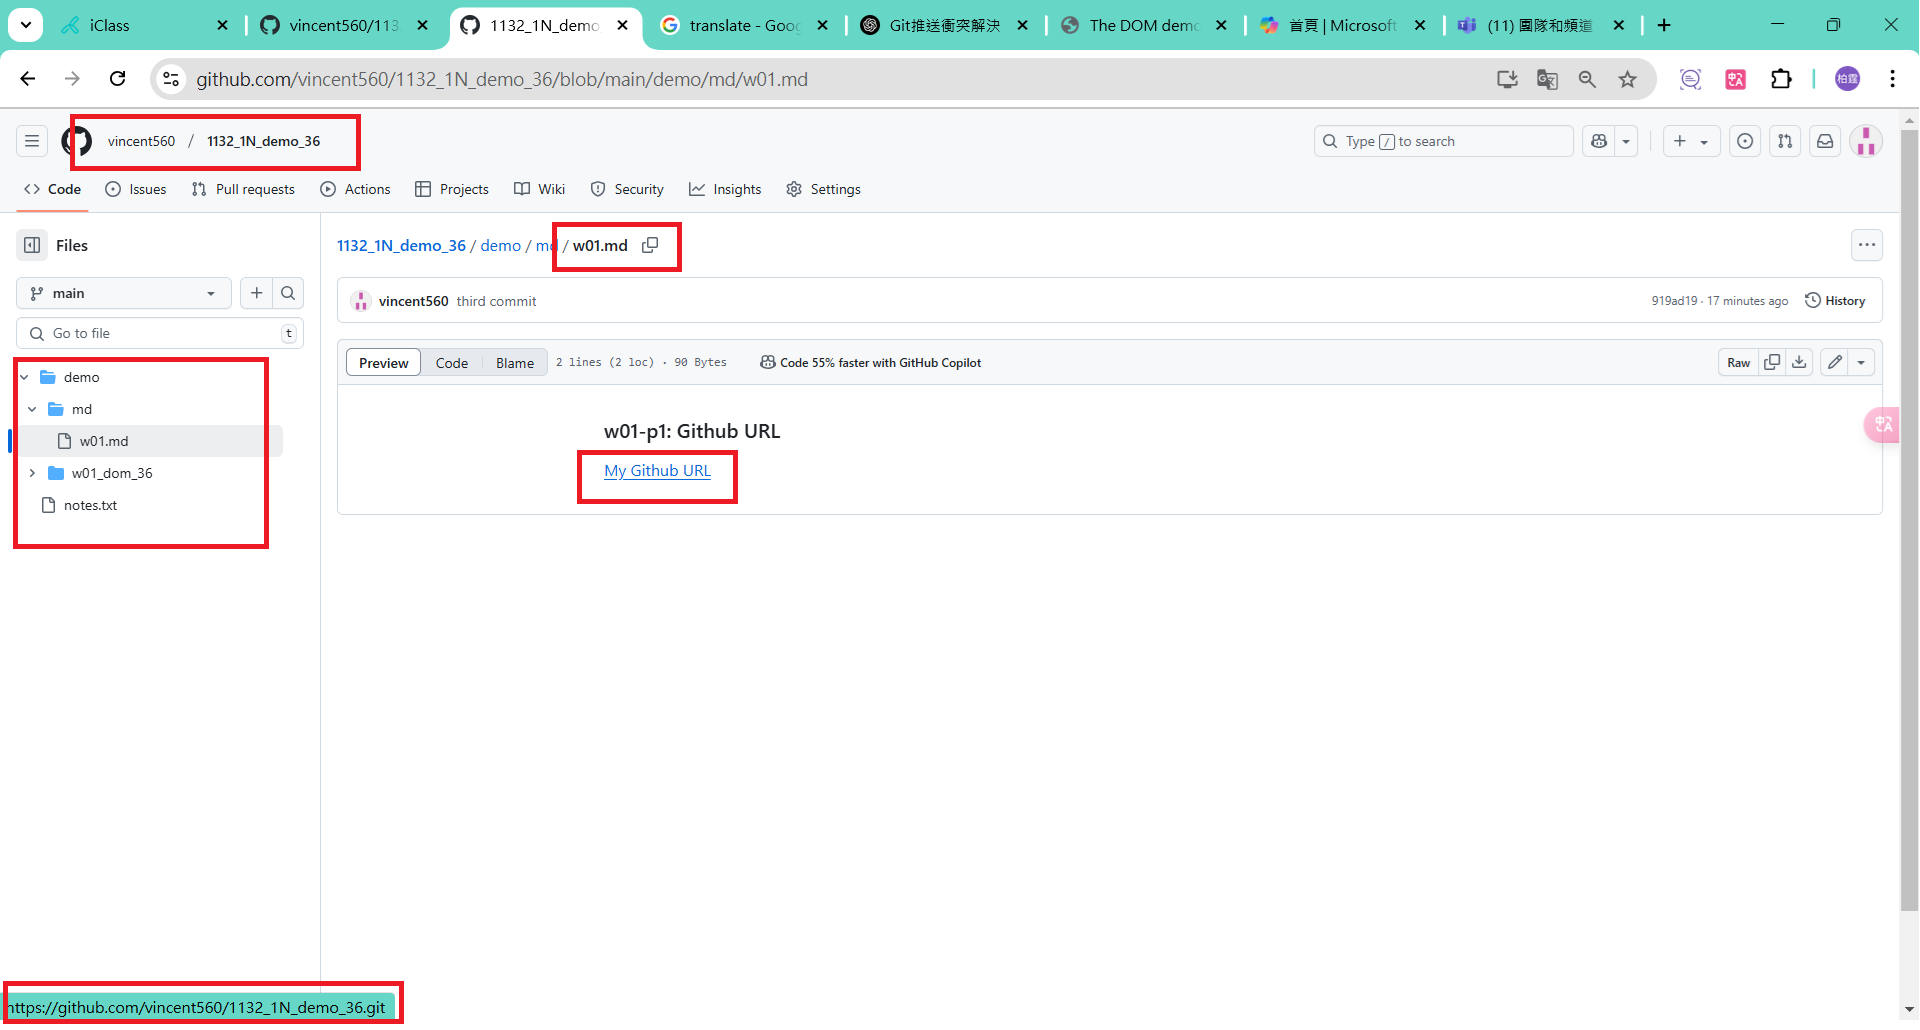 iClass
vincent560/113
1132_1N_demo
translate - Goog
Git推送衝突解決
The DOM demo
首頁 | Microsoft
(11) 團隊和頻道
github.com/vincent560/1132_1N_demo_36/blob/main/demo/md/w01.md
柏霆
vincent560 / 1132_1N_demo_36
Type / to search
Code
Issues
Pull requests
Actions
Projects
Wiki
Security
Insights
Settings
Files
1132_1N_demo_36 / demo / md / w01.md
main
vincent560 third commit
919ad19 · 17 minutes ago
History
Go to file
t
Preview
Code
Blame
2 lines (2 loc) · 90 Bytes
Code 55% faster with GitHub Copilot
Raw
demo
md
w01.md
w01_dom_36
notes.txt
w01-p1: Github URL
My Github URL
https://github.com/vincent560/1132_1N_demo_36.git